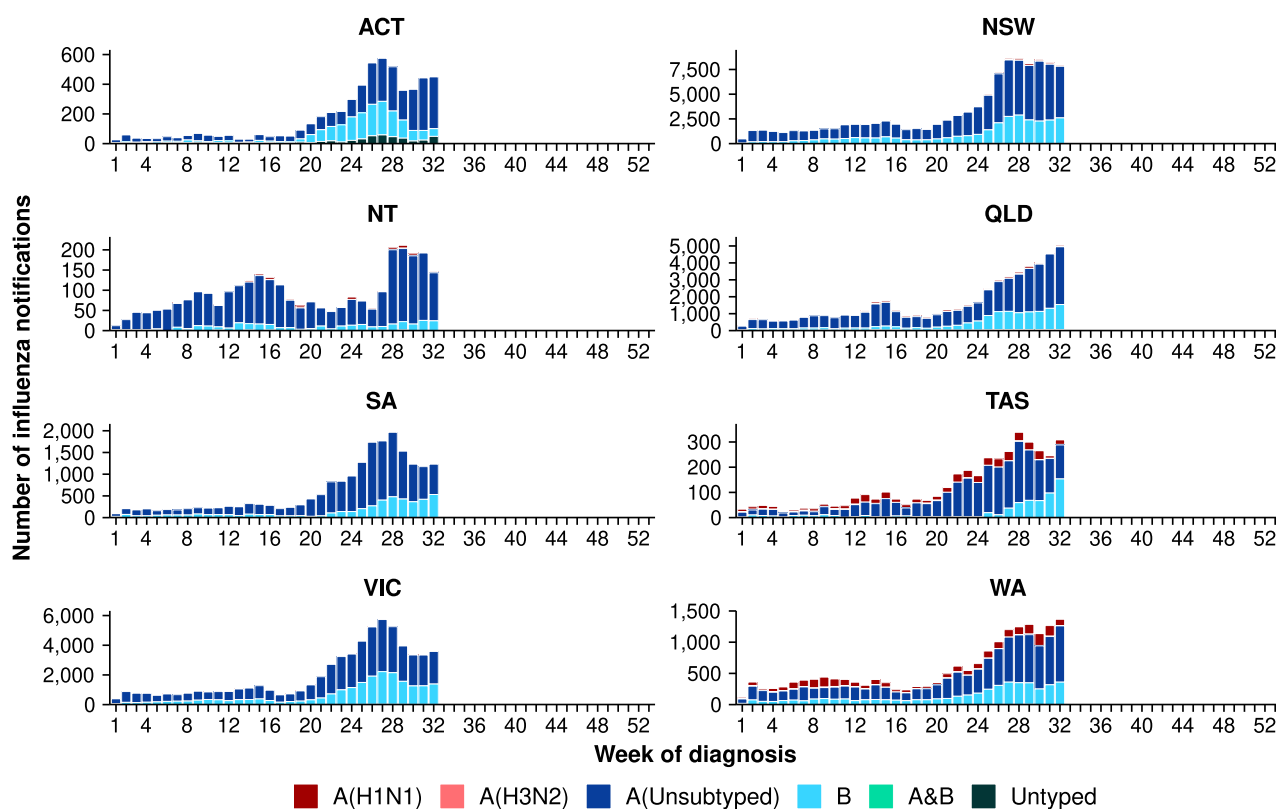 ACT
600
400
200
0
1 4 8 12 16 20 24 28 32 36 40 44 48 52
NSW
7,500
5,000
2,500
0
1 4 8 12 16 20 24 28 32 36 40 44 48 52
NT
200
150
100
50
0
1 4 8 12 16 20 24 28 32 36 40 44 48 52
QLD
5,000
4,000
3,000
2,000
1,000
0
1 4 8 12 16 20 24 28 32 36 40 44 48 52
Number of influenza notifications
SA
2,000
1,500
1,000
500
0
1 4 8 12 16 20 24 28 32 36 40 44 48 52
TAS
300
200
100
0
1 4 8 12 16 20 24 28 32 36 40 44 48 52
VIC
6,000
4,000
2,000
0
1 4 8 12 16 20 24 28 32 36 40 44 48 52
WA
1,500
1,000
500
0
1 4 8 12 16 20 24 28 32 36 40 44 48 52
Week of diagnosis
A(H1N1) A(H3N2) A(Unsubtyped) B A&B Untyped